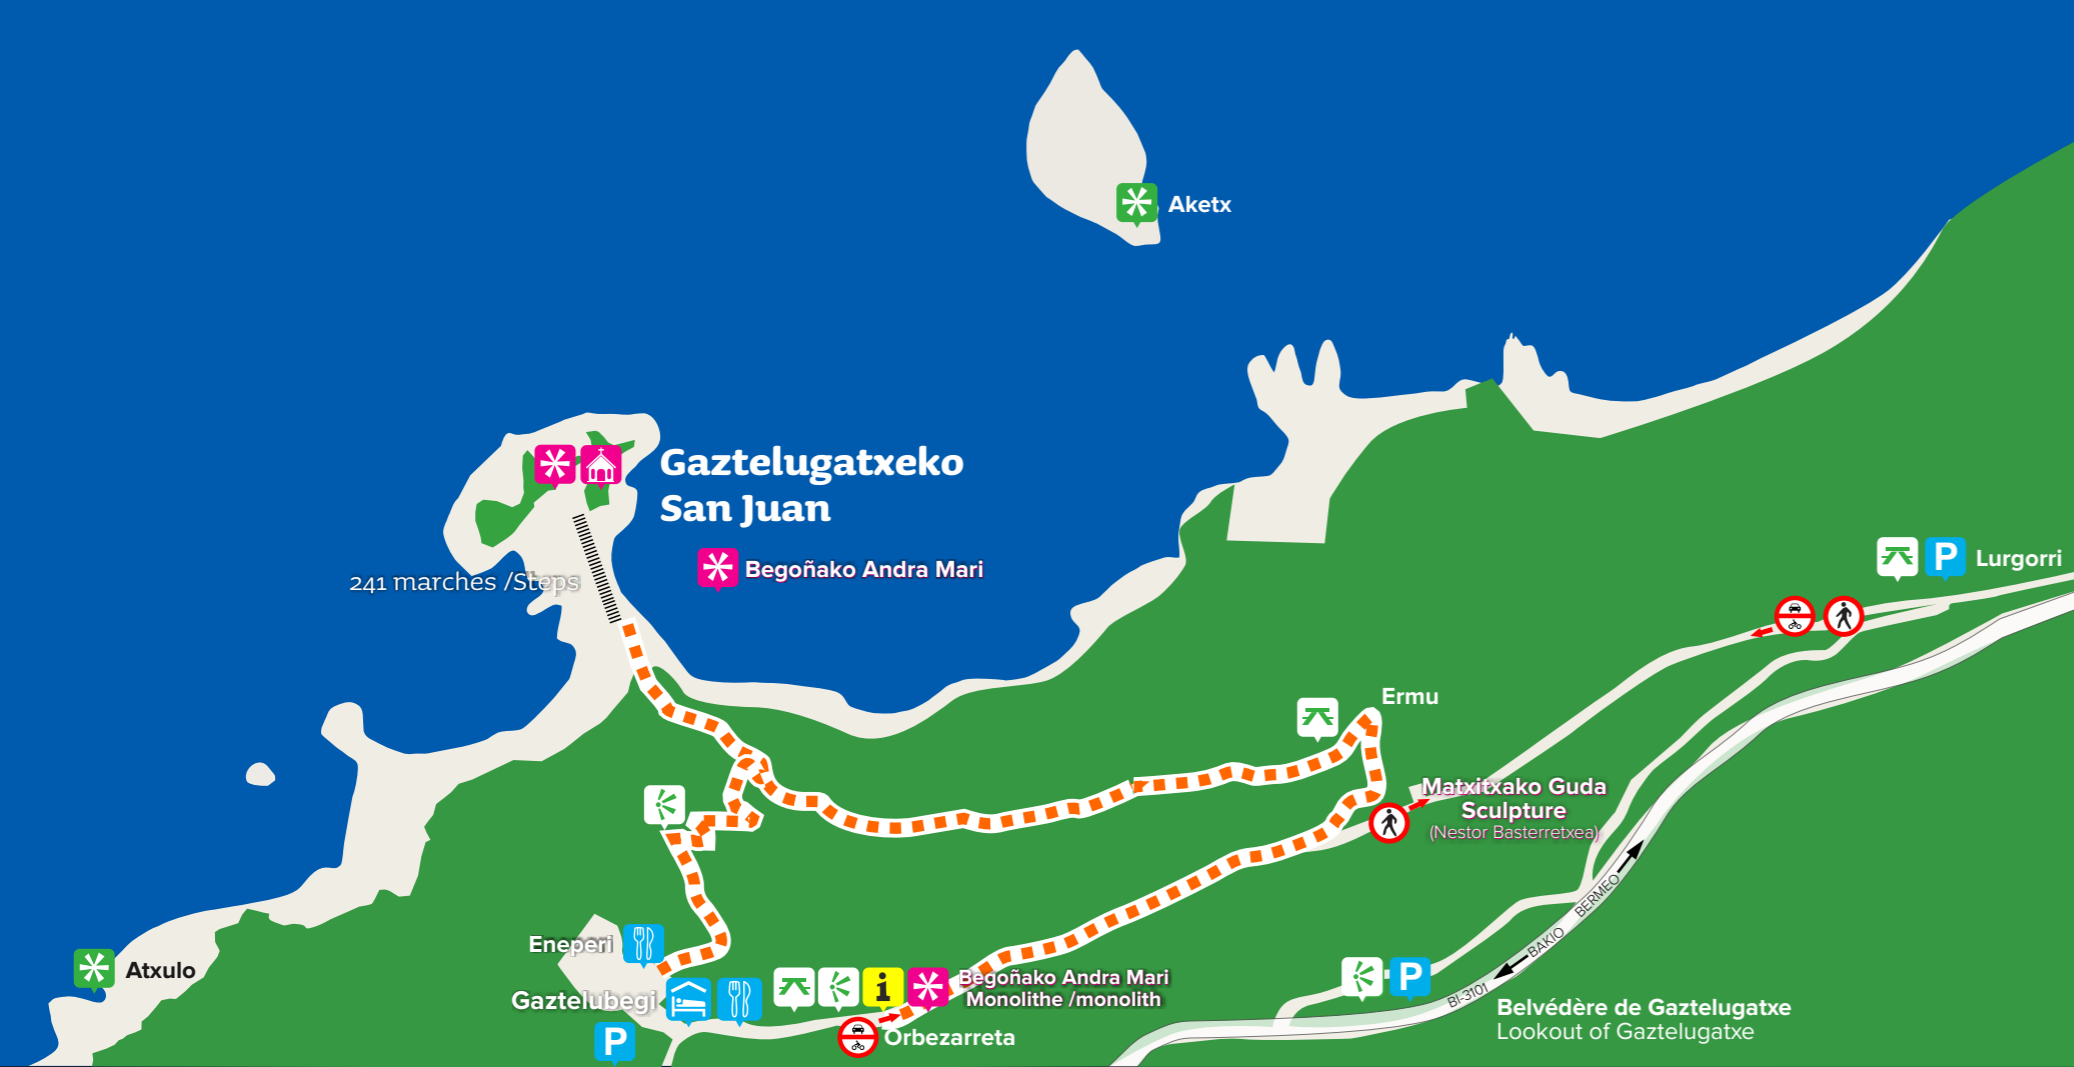 Aketx
Gaztelugatxeko
San Juan
Begoñako Andra Mari
241 marches /Steps
P
Lurgorri
Ermu
Matxitxako Guda
Sculpture
(Nestor Basterretxea)
Eneperi
Atxulo
Gaztelubegi
i
Begoñako Andra Mari
Monolithe /monolith
P
Orbezarreta
P
BERMEO
BAKIO
BI-3101
Belvédère de Gaztelugatxe
Lookout of Gaztelugatxe